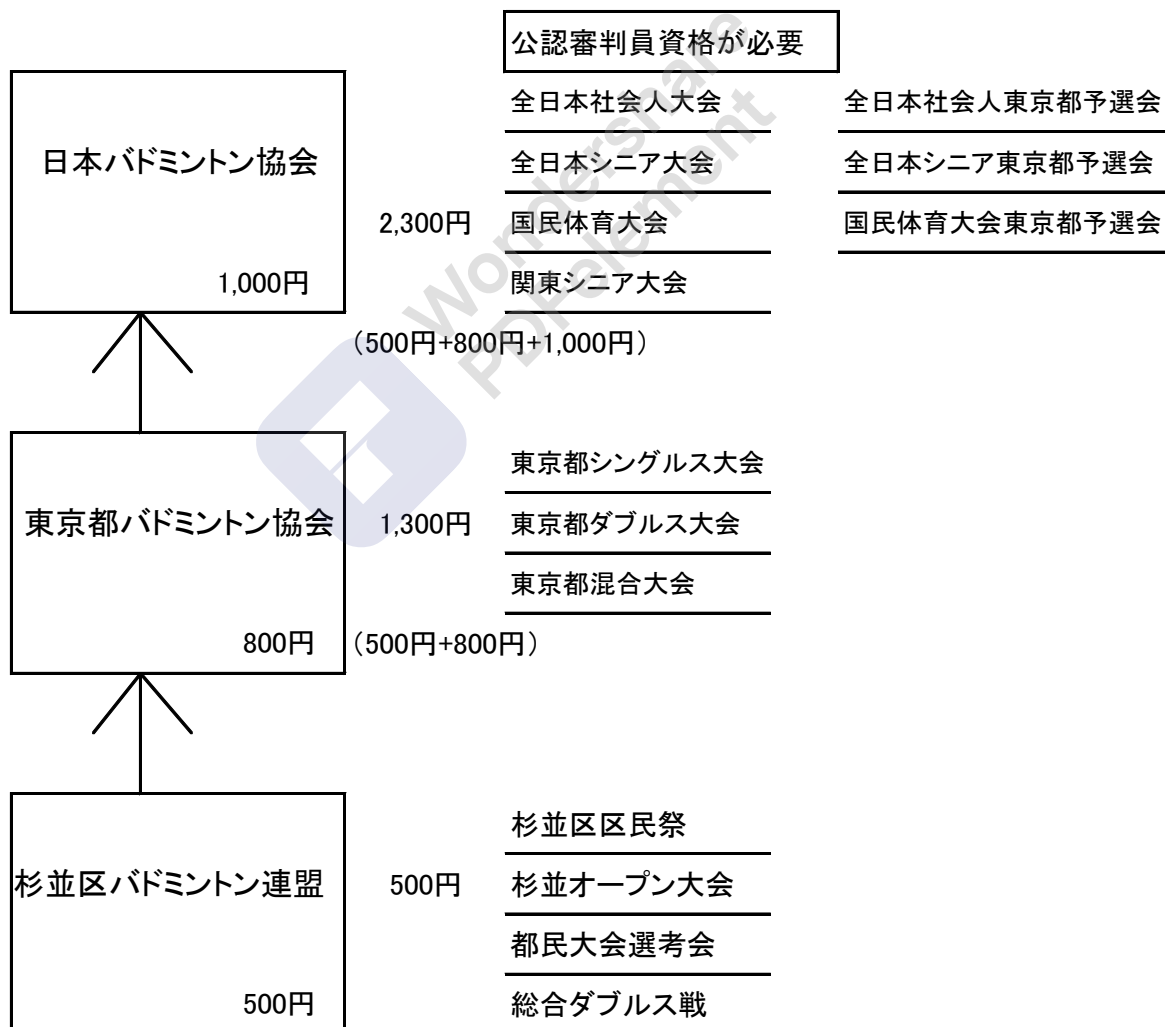 公認審判員資格が必要
全日本社会人大会 全日本社会人東京都予選会
日本バドミントン協会
全日本シニア大会 全日本シニア東京都予選会
2,300円 国民体育大会 国民体育大会東京都予選会
1,000円 関東シニア大会
（500円+800円+1,000円）
東京都シングルス大会
東京都バドミントン協会 1,300円 東京都ダブルス大会
東京都混合大会
800円 （500円+800円）
杉並区区民祭
杉並区バドミントン連盟 500円 杉並オープン大会
都民大会選考会
500円 総合ダブルス戦
Wondershare
PDFelement